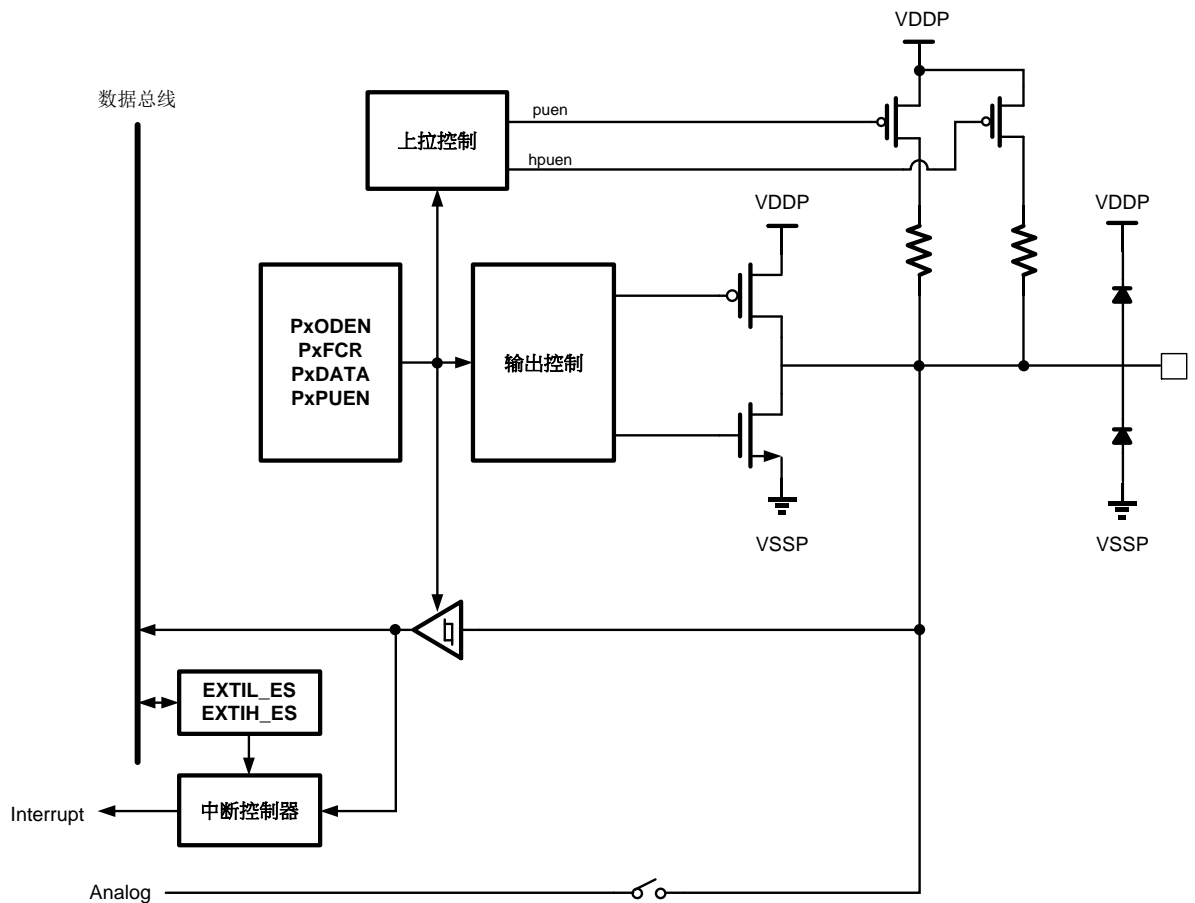 VDDP
数据总线
puen
上拉控制
hpuen
VDDP
VDDP
PxODEN
PxFCR
PxDATA
PxPUEN
输出控制
VSSP
VSSP
EXTIL_ES
EXTIH_ES
中断控制器
Interrupt
Analog